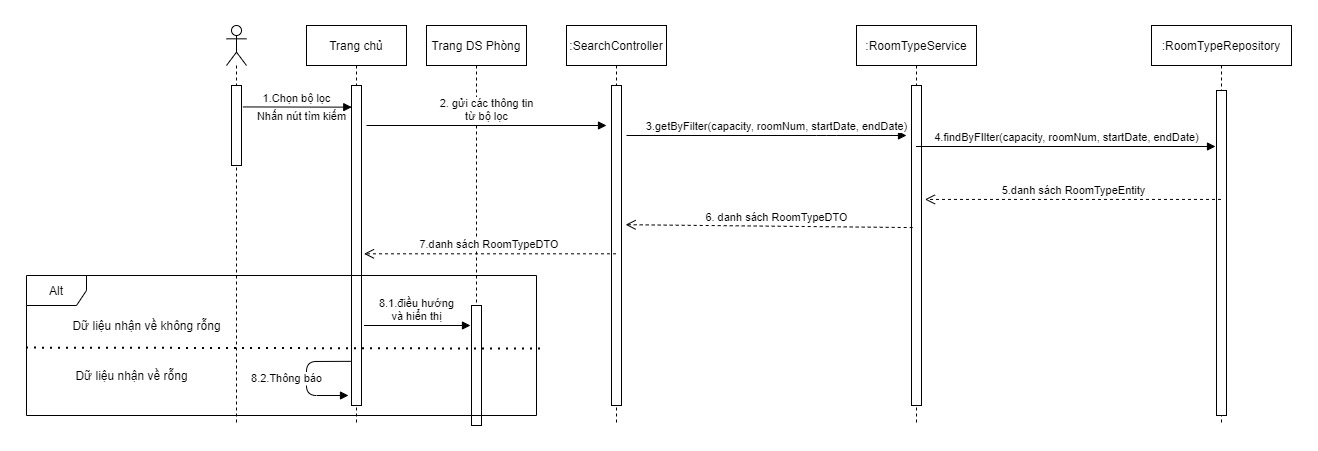 Trang chủ
Trang DS Phòng
:SearchController
:RoomTypeService
:RoomTypeRepository
1.Chọn bộ lọc
Nhấn nút tìm kiếm
2. gửi các thông tin
từ bộ lọc
3.getByFilter(capacity, roomNum, startDate, endDate)
4.findByFIlter(capacity, roomNum, startDate, endDate)
5.danh sách RoomTypeEntity
6. danh sách RoomTypeDTO
7.danh sách RoomTypeDTO
Alt
8.1.điều hướng
và hiển thị
Dữ liệu nhận về không rỗng
Dữ liệu nhận về rỗng
8.2.Thông báo